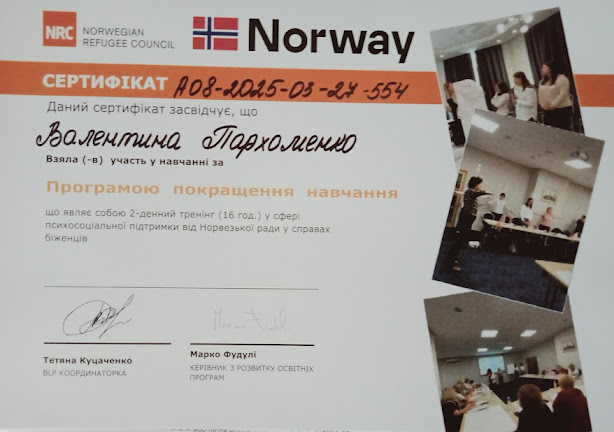 NRC NORWEGIAN REFUGEE COUNCIL Norway
СЕРТИФІКАТ А08-2025-03-27-554
Даний сертифікат засвідчує, що
Валентина Пархоменко
Взяла (-в) участь у навчанні за
Програмою покращення навчання
що являє собою 2-денний тренінг (16 год.) у сфері
психосоціальної підтримки від Норвезької ради у справах
біженців
Тетяна Куцаченко
BLP КООРДИНАТОРКА
Марко Фудулі
КЕРІВНИК З РОЗВИТКУ ОСВІТНІХ
ПРОГРАМ